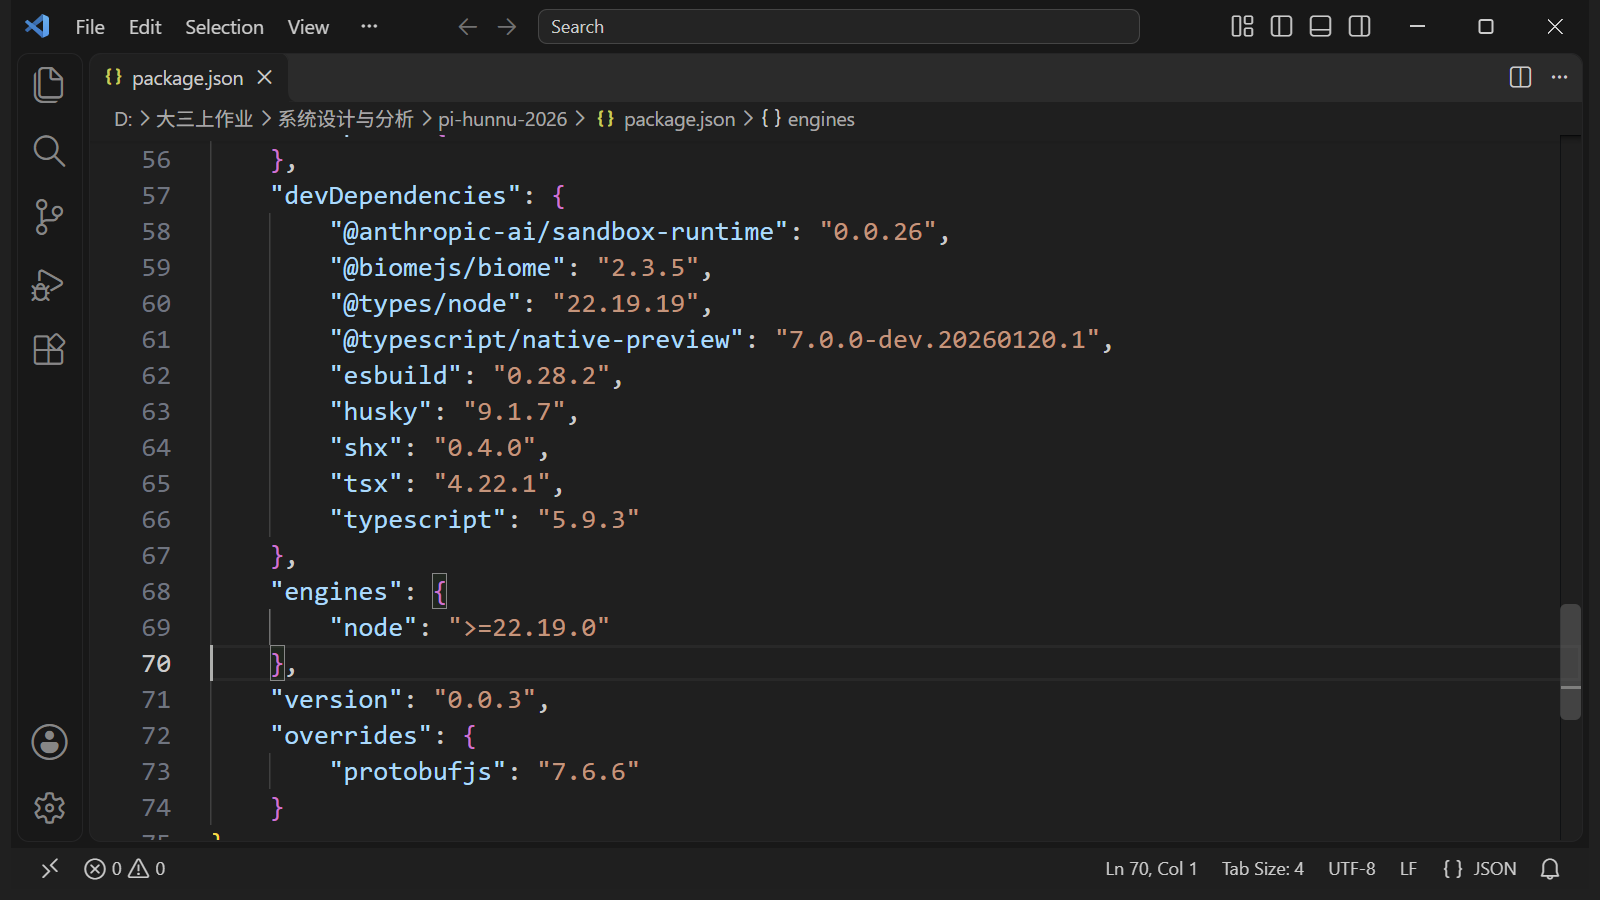 File Edit Selection View ··· Search
{} package.json
D: > 大三上作业 > 系统设计与分析 > pi-hunnu-2026 > {} package.json > { } engines
56 },
57 "devDependencies": {
58 "@anthropic-ai/sandbox-runtime": "0.0.26",
59 "@biomejs/biome": "2.3.5",
60 "@types/node": "22.19.19",
61 "@typescript/native-preview": "7.0.0-dev.20260120.1",
62 "esbuild": "0.28.2",
63 "husky": "9.1.7",
64 "shx": "0.4.0",
65 "tsx": "4.22.1",
66 "typescript": "5.9.3"
67 },
68 "engines": {
69 "node": ">=22.19.0"
70 },
71 "version": "0.0.3",
72 "overrides": {
73 "protobufjs": "7.6.6"
74 }
0 0 Ln 70, Col 1 Tab Size: 4 UTF-8 LF { } JSON